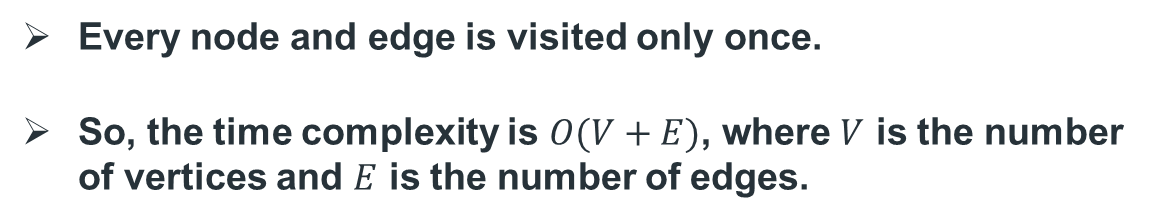 ➢ Every node and edge is visited only once.
➢ So, the time complexity is O(V + E), where V is the number
of vertices and E is the number of edges.